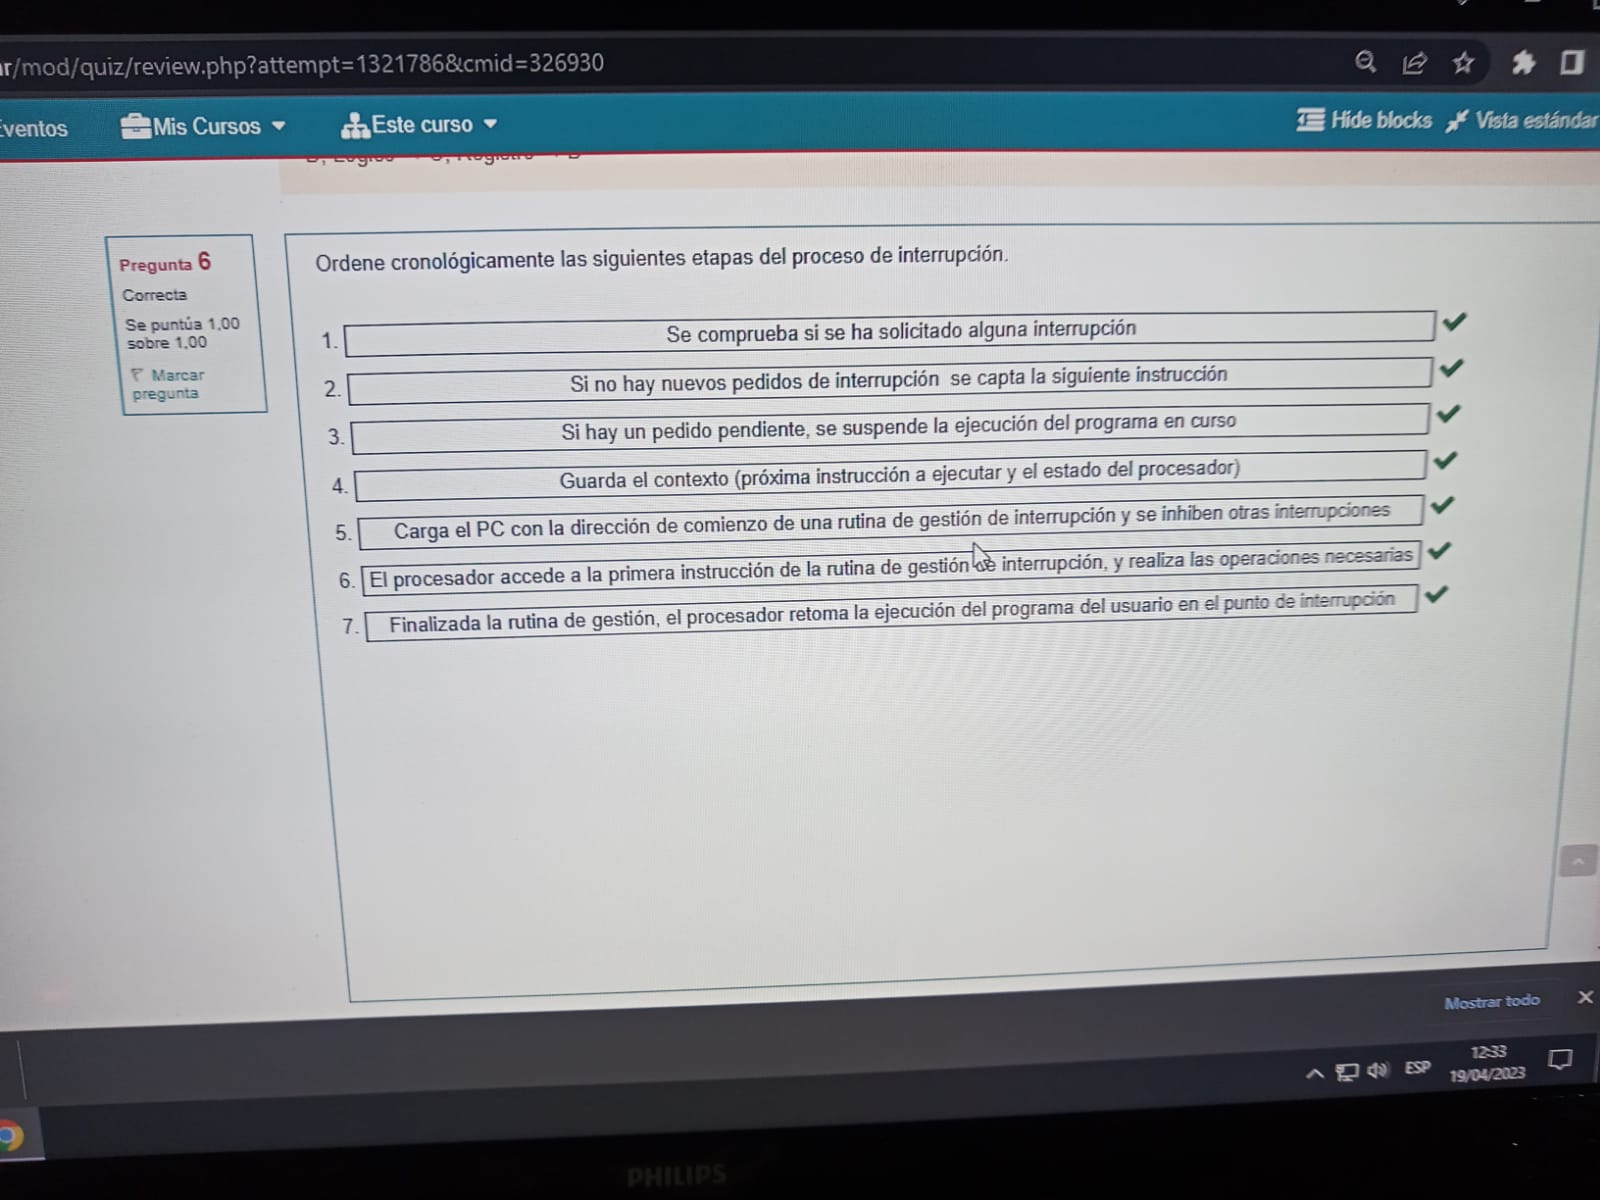 r/mod/quiz/review.php?attempt=1321786&cmid=326930
Eventos Mis Cursos Este curso Hide blocks Vista estándar
Pregunta 6
Correcta
Se puntúa 1,00
sobre 1,00
Marcar
pregunta
Ordene cronológicamente las siguientes etapas del proceso de interrupción.
1. Se comprueba si se ha solicitado alguna interrupción
2. Si no hay nuevos pedidos de interrupción se capta la siguiente instrucción
3. Si hay un pedido pendiente, se suspende la ejecución del programa en curso
4. Guarda el contexto (próxima instrucción a ejecutar y el estado del procesador)
5. Carga el PC con la dirección de comienzo de una rutina de gestión de interrupción y se inhiben otras interrupciones
6. El procesador accede a la primera instrucción de la rutina de gestión de interrupción, y realiza las operaciones necesarias
7. Finalizada la rutina de gestión, el procesador retoma la ejecución del programa del usuario en el punto de interrupción
Mostrar todo
ESP
12:33
19/04/2023
PHILIPS